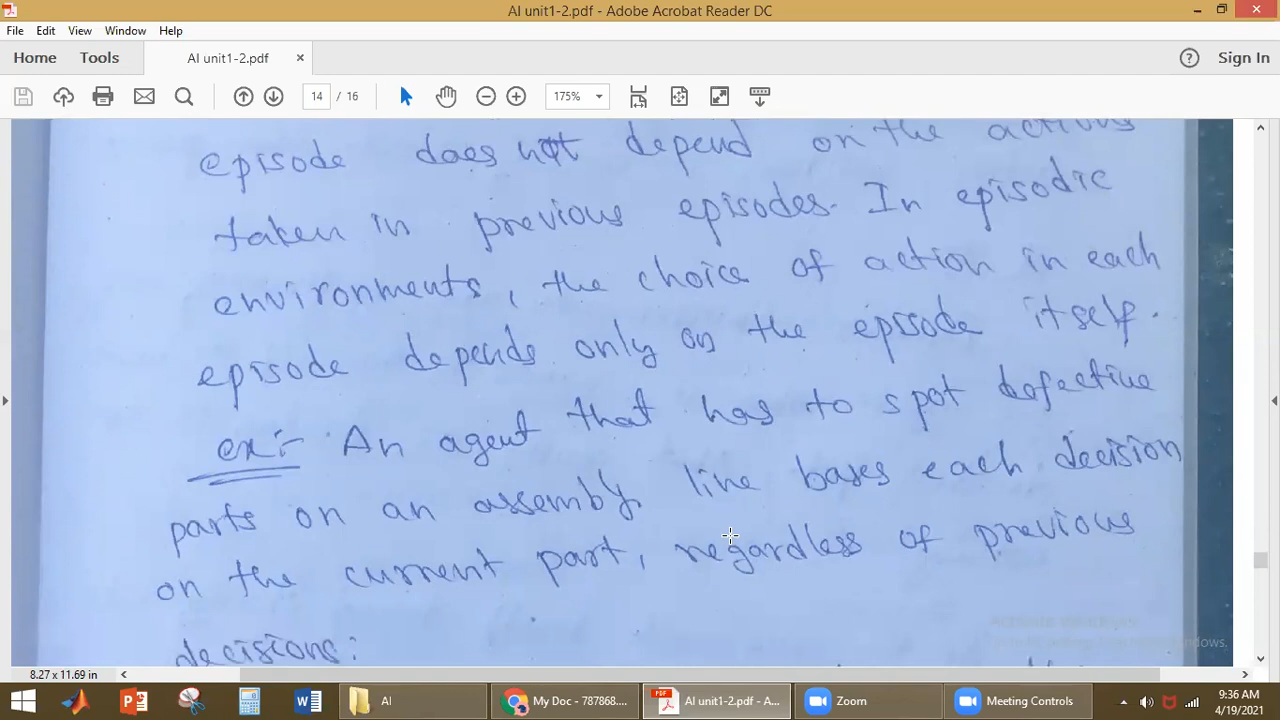 AI unit1-2.pdf - Adobe Acrobat Reader DC
File Edit View Window Help
Home Tools AI unit1-2.pdf × Sign In
14 / 16 175%
episode does not depend on the actions
taken in previous episodes. In episodic
environments, the choice of action in each
episode depends only on the episode itself.
ex:- An agent that has to spot defective
parts on an assembly line bases each decision
on the current part, regardless of previous
decisions:
8.27 x 11.69 in
AI My Doc - 787868.... AI unit1-2.pdf - A... Zoom Meeting Controls 9:36 AM
4/19/2021